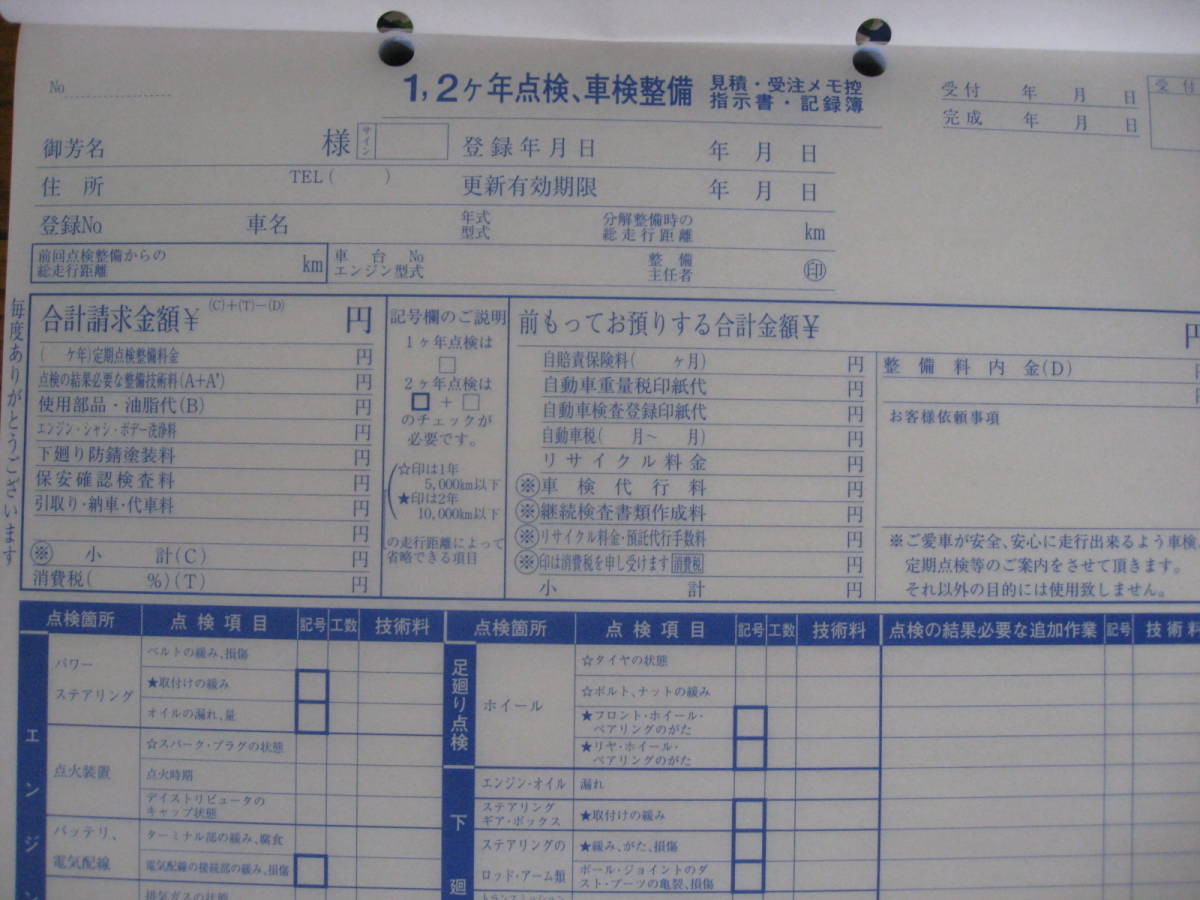 No
1,2ヶ年点検、車検整備 見積・受注メモ控
指示書・記録簿
受付 年 月 日
完成 年 月 日
受付
御芳名 様 サイン 登録年月日 年 月 日
住所 TEL( ) 更新有効期限 年 月 日
登録No 車名 年式 型式 分解整備時の総走行距離 km
前回点検整備からの総走行距離 km 車台No エンジン型式 整備主任者 印
毎度ありがとうございます
合計請求金額¥ (C)+(T)-(D) 円
( ヶ年)定期点検整備料金 円
点検の結果必要な整備技術料(A+A') 円
使用部品・油脂代(B) 円
エンジン・シャシ・ボデー洗浄料 円
下廻り防錆塗装料 円
保安確認検査料 円
引取り・納車・代車料 円
円
※ 小計(C) 円
消費税( %)(T) 円
記号欄のご説明
1ヶ年点検は
□
2ヶ年点検は
□+□
のチェックが
必要です。
☆印は1年
5,000km以下
★印は2年
10,000km以下
の走行距離によって
省略できる項目
前もってお預りする合計金額¥ 円
自賠責保険料( ヶ月) 円
自動車重量税印紙代 円
自動車検査登録印紙代 円
自動車税( 月〜 月) 円
リサイクル料金 円
※車検代行料 円
※継続検査書類作成料 円
※リサイクル料金・預託代行手数料 円
※印は消費税を申し受けます 消費税 円
小計 円
整備料内金(D) 円
円
お客様依頼事項
※ご愛車が安全、安心に走行出来るよう車検、
定期点検等のご案内をさせて頂きます。
それ以外の目的には使用致しません。
点検箇所 点検項目 記号 工数 技術料 点検箇所 点検項目 記号 工数 技術料 点検の結果必要な追加作業 記号 技術料
エンジン
パワーステアリング
ベルトの緩み、損傷
★取付けの緩み
オイルの漏れ、量
点火装置
☆スパーク・プラグの状態
点火時期
デイストリビュータのキャップ状態
バッテリ、電気配線
ターミナル部の緩み、腐食
電気配線の接続部の緩み、損傷
排気ガスの状態
足廻り点検
ホイール
☆タイヤの状態
☆ボルト、ナットの緩み
★フロント・ホイール・ベアリングのがた
★リヤ・ホイール・ベアリングのがた
下廻
エンジン・オイル 漏れ
ステアリングギア・ボックス ★取付けの緩み
ステアリングのロッド・アーム類
★緩み、がた、損傷
ボール・ジョイントのダスト・ブーツの亀裂、損傷
トランスミッション